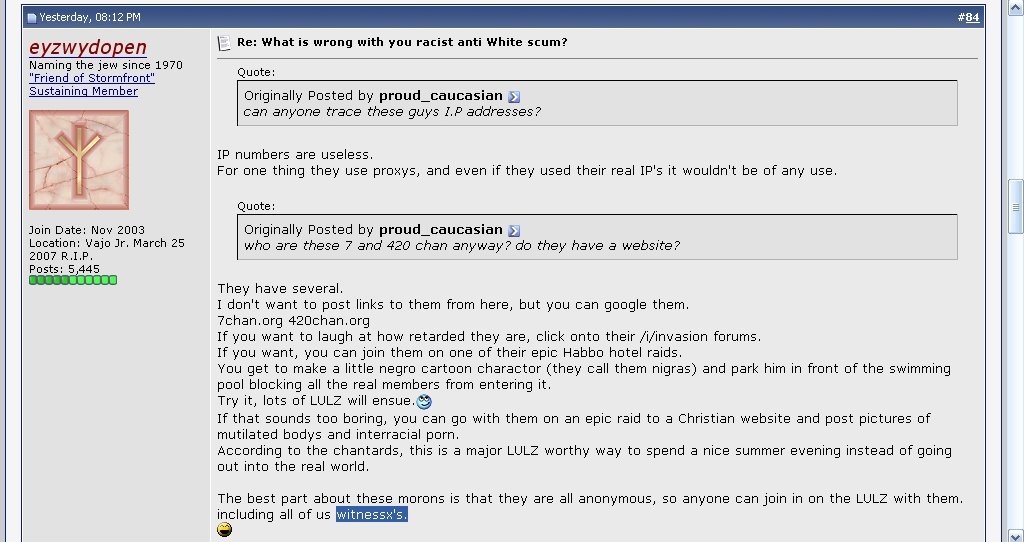 Yesterday, 08:12 PM
#84
eyzwydopen
Naming the jew since 1970
"Friend of Stormfront"
Sustaining Member
Join Date: Nov 2003
Location: Vajo Jr. March 25
2007 R.I.P.
Posts: 5,445
Re: What is wrong with you racist anti White scum?
Quote:
Originally Posted by proud_caucasian
can anyone trace these guys I.P addresses?
IP numbers are useless.
For one thing they use proxys, and even if they used their real IP's it wouldn't be of any use.
Quote:
Originally Posted by proud_caucasian
who are these 7 and 420 chan anyway? do they have a website?
They have several.
I don't want to post links to them from here, but you can google them.
7chan.org 420chan.org
If you want to laugh at how retarded they are, click onto their /i/invasion forums.
If you want, you can join them on one of their epic Habbo hotel raids.
You get to make a little negro cartoon charactor (they call them nigras) and park him in front of the swimming
pool blocking all the real members from entering it.
Try it, lots of LULZ will ensue.
If that sounds too boring, you can go with them on an epic raid to a Christian website and post pictures of
mutilated bodys and interracial porn.
According to the chantards, this is a major LULZ worthy way to spend a nice summer evening instead of going
out into the real world.
The best part about these morons is that they are all anonymous, so anyone can join in on the LULZ with them.
including all of us witnessx's.